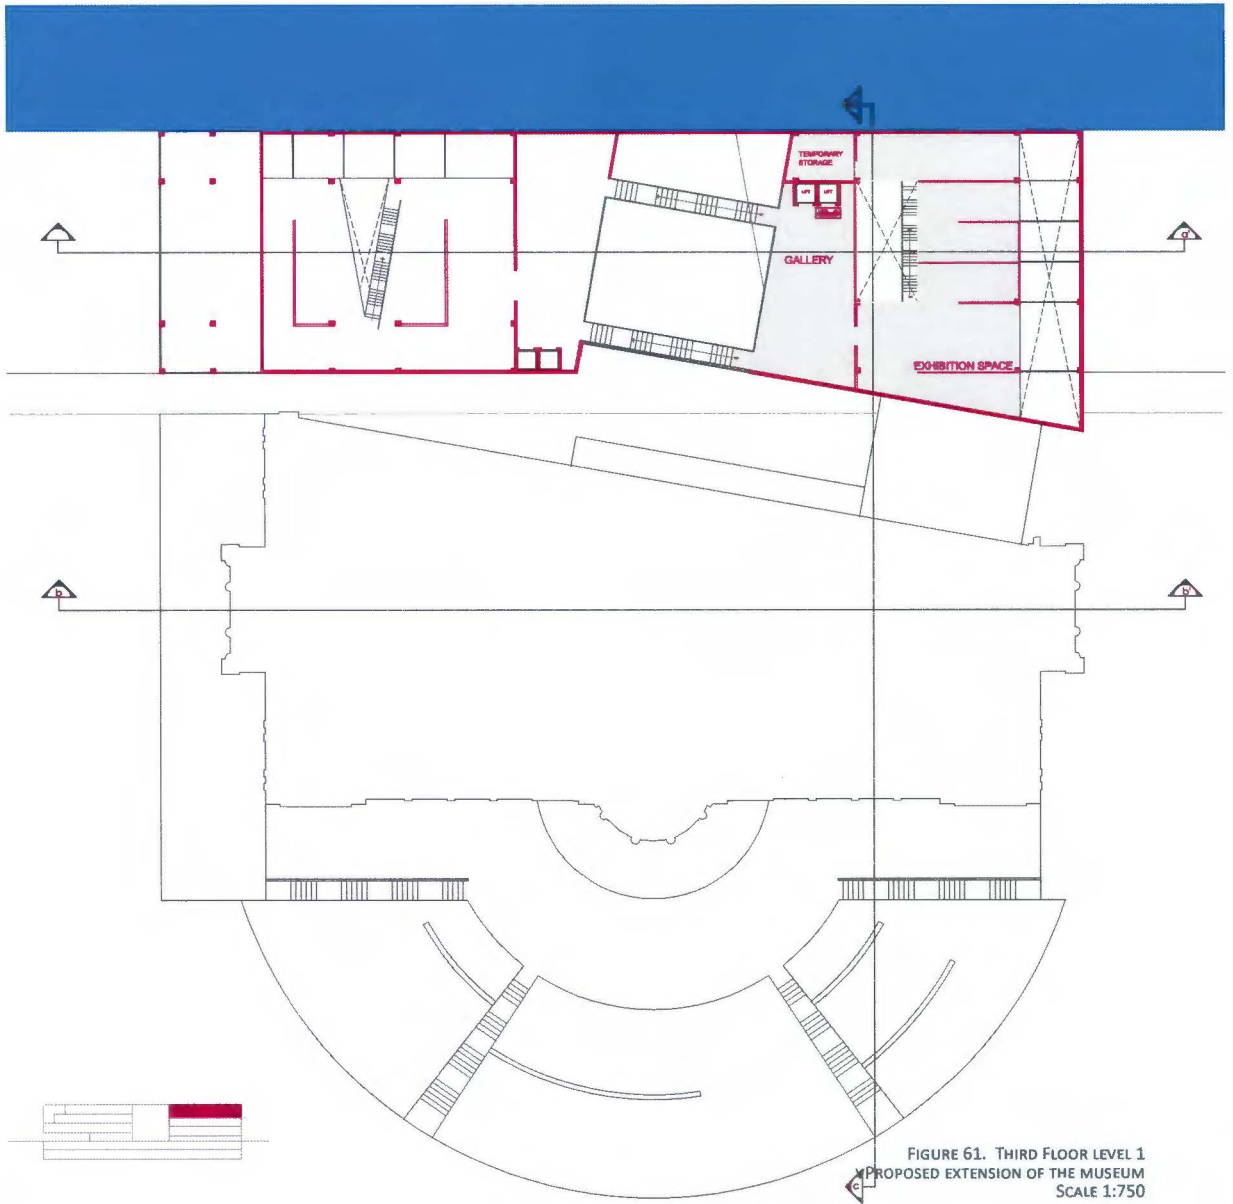 TEMPORARY
STORAGE
LIFT LIFT
a'
GALLERY
EXHIBITION SPACE
b b'
FIGURE 61. THIRD FLOOR LEVEL 1
PROPOSED EXTENSION OF THE MUSEUM
SCALE 1:750
c